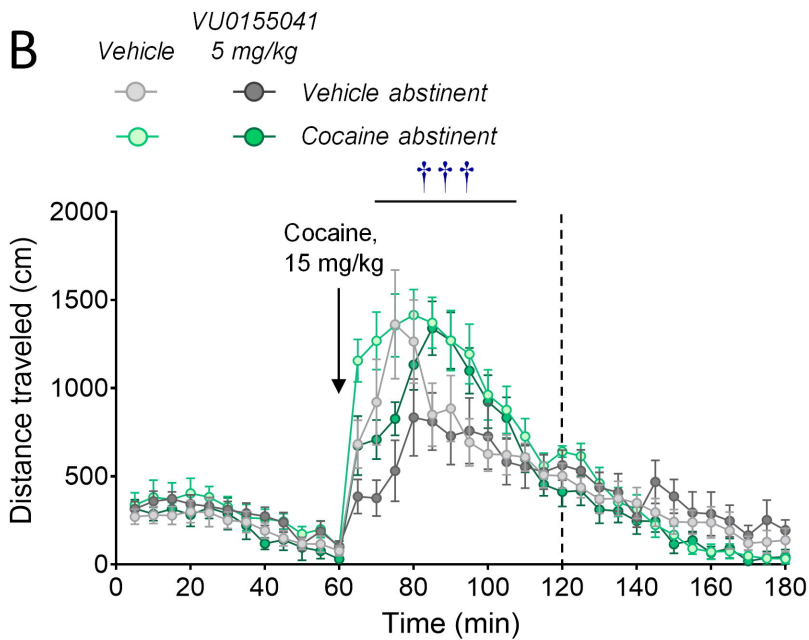 B
VU0155041
Vehicle 5 mg/kg
Vehicle abstinent
Cocaine abstinent
†††
2000
Cocaine,
15 mg/kg
1500
1000
500
0
Distance traveled (cm)
0 20 40 60 80 100 120 140 160 180
Time (min)